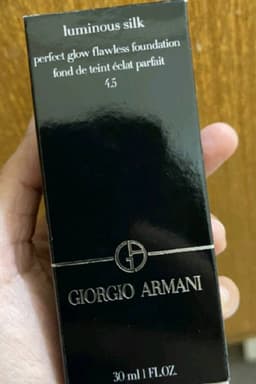 luminous silk
perfect glow flawless foundation
fond de teint éclat parfait
4,5
GIORGIO ARMANI
30 ml 1 FL.OZ.